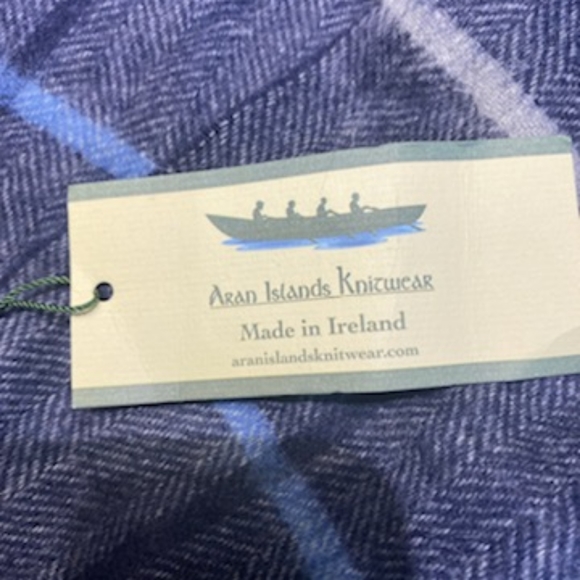 Aran Islands Knitwear
Made in Ireland
aranislandsknitwear.com